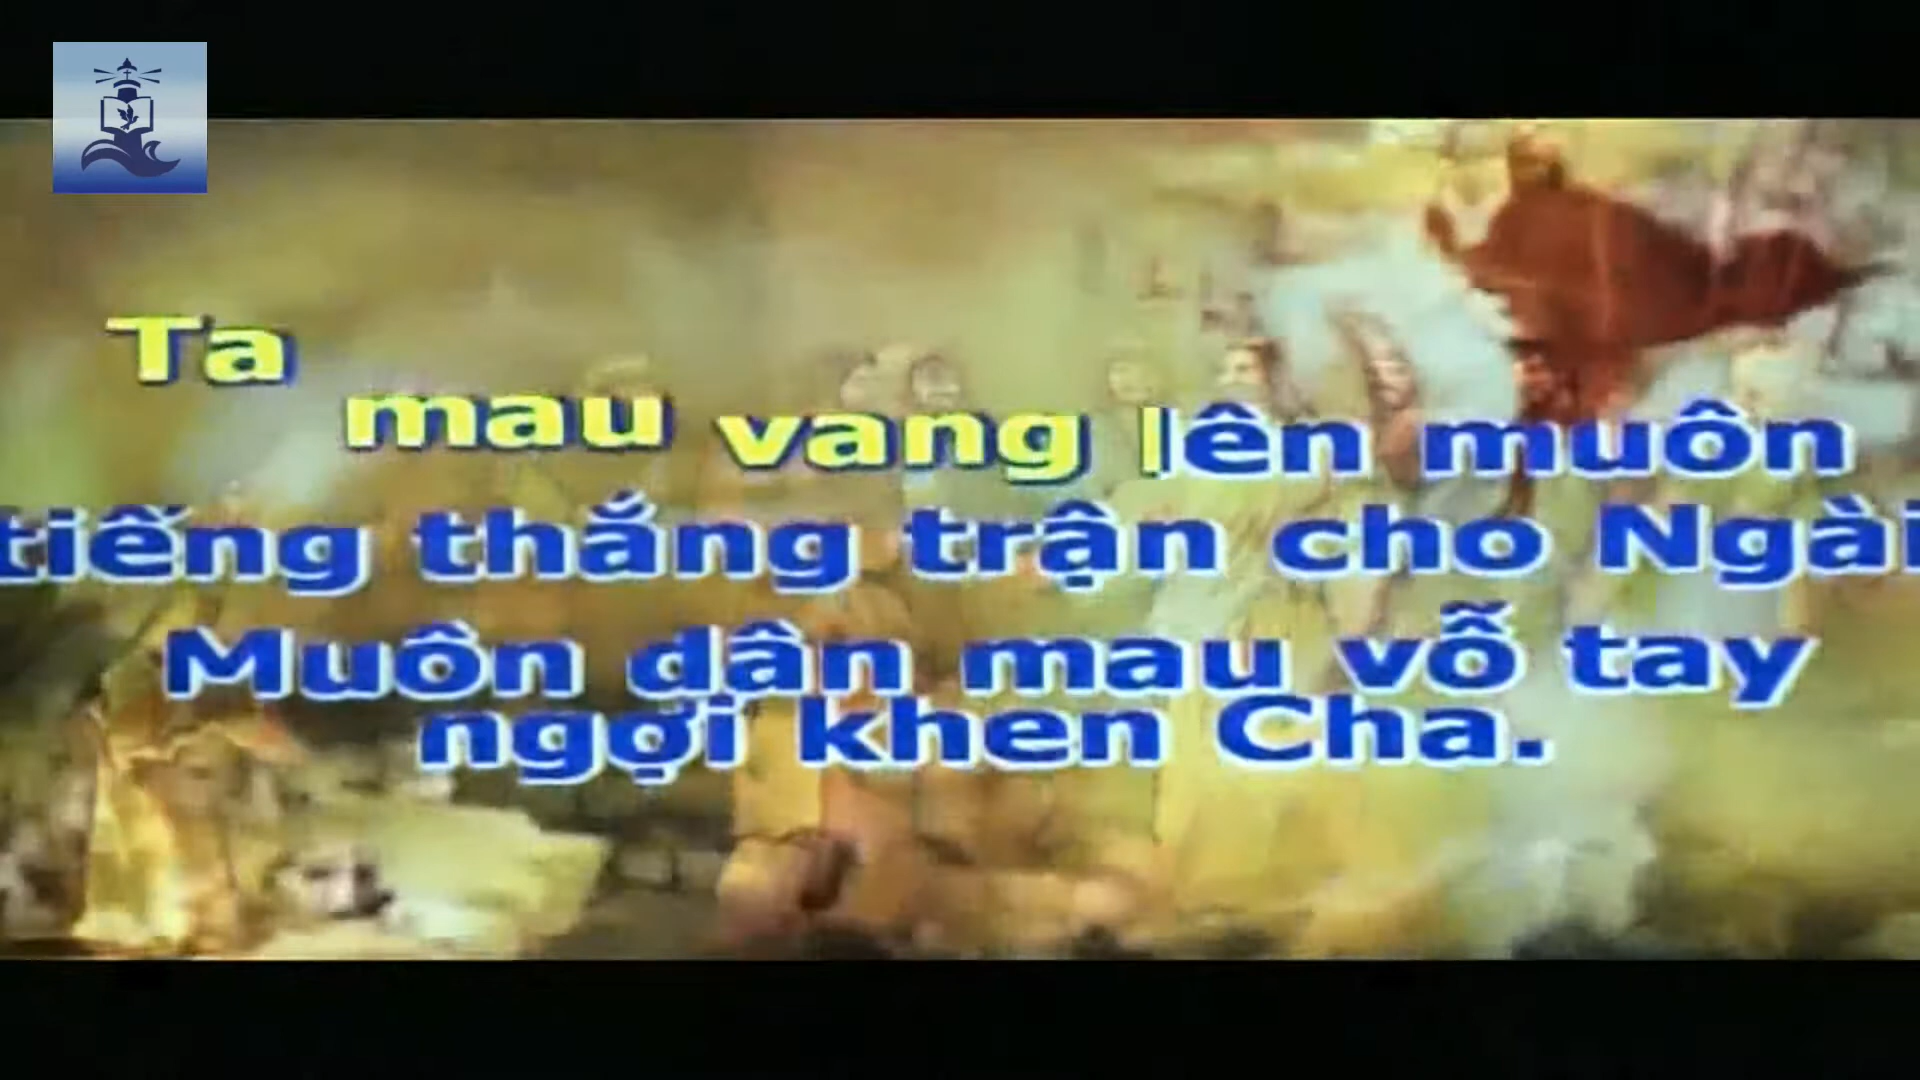 Ta mau vang lên muôn
tiếng thắng trận cho Ngài
Muôn dân mau vỗ tay
ngợi khen Cha.